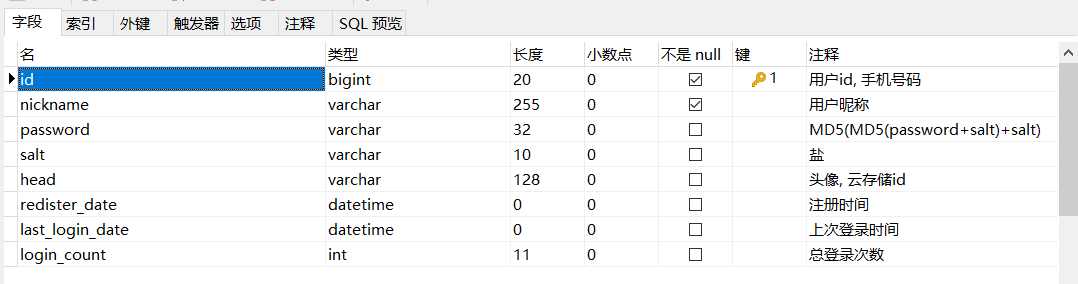 字段 索引 外键 触发器 选项 注释 SQL 预览
名 类型 长度 小数点 不是 null 键 注释
id bigint 20 0 1 用户id, 手机号码
nickname varchar 255 0 用户昵称
password varchar 32 0 MD5(MD5(password+salt)+salt)
salt varchar 10 0 盐
head varchar 128 0 头像, 云存储id
redister_date datetime 0 0 注册时间
last_login_date datetime 0 0 上次登录时间
login_count int 11 0 总登录次数